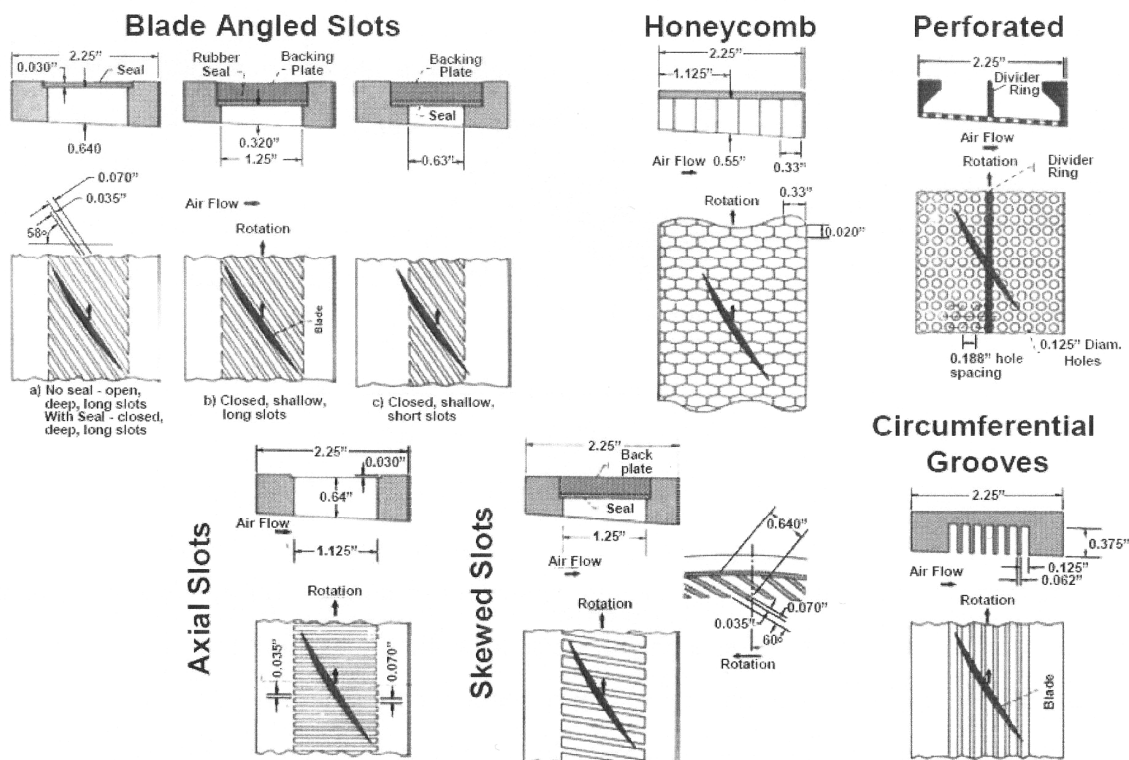 Blade Angled Slots
2.25”
0.030”
Seal
0.640
Rubber
Seal
Backing
Plate
0.320”
1.25”
Backing
Plate
Seal
0.63”
0.070”
0.035”
58o
Air Flow
Rotation
Blade
a) No seal - open,
deep, long slots
With Seal - closed,
deep, long slots
b) Closed, shallow,
long slots
c) Closed, shallow,
short slots
Honeycomb
2.25”
1.125”
Air Flow
0.55”
0.33”
Rotation
0.33”
0.020”
Perforated
2.25”
Divider
Ring
Air Flow
Rotation
Divider
Ring
0.188” hole
spacing
0.125” Diam.
Holes
Axial Slots
2.25”
0.030”
0.64”
Air Flow
1.125”
Rotation
0.035”
0.070”
Skewed Slots
2.25”
Back
plate
Seal
1.25”
Air Flow
Rotation
0.640”
0.070”
0.035”
60o
Rotation
Circumferential
Grooves
2.25”
0.375”
Air Flow
0.125”
0.062”
Rotation
Blade